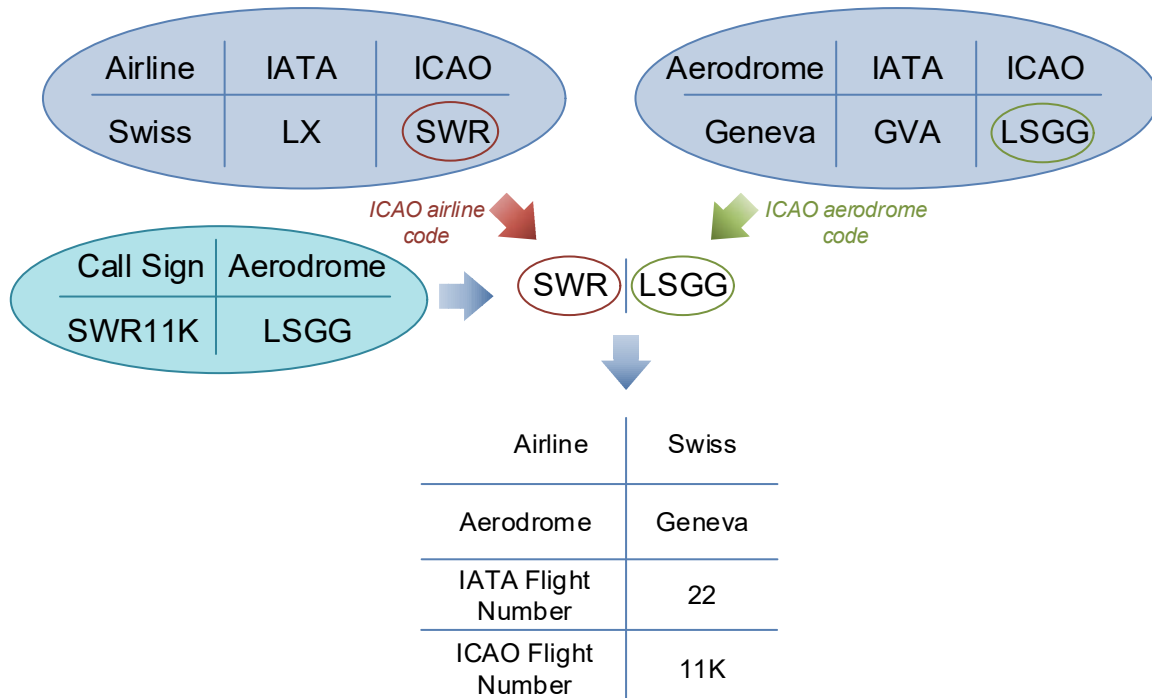 Airline IATA ICAO
Swiss LX SWR
Aerodrome IATA ICAO
Geneva GVA LSGG
ICAO airline
code
ICAO aerodrome
code
Call Sign Aerodrome
SWR11K LSGG
SWR LSGG
Airline Swiss
Aerodrome Geneva
IATA Flight
Number
22
ICAO Flight
Number
11K